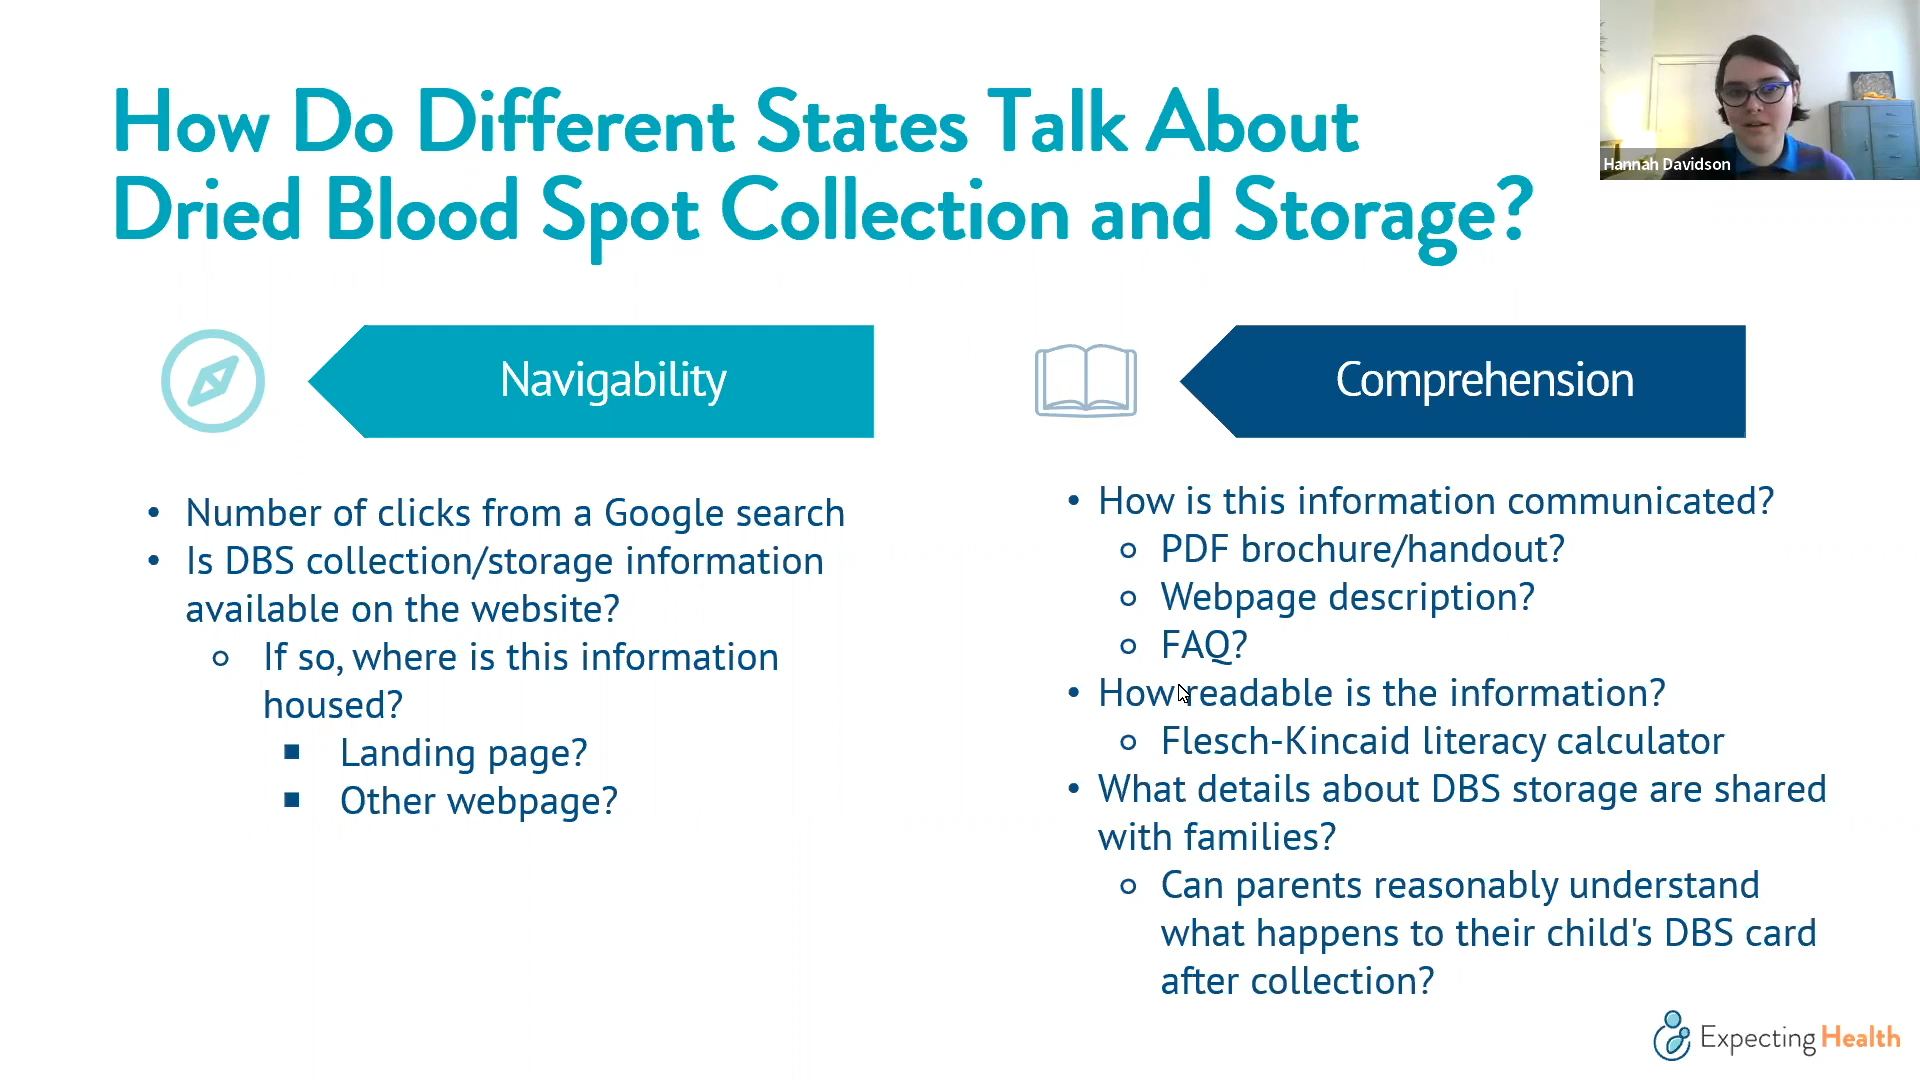 How Do Different States Talk About
Dried Blood Spot Collection and Storage?
Hannah Davidson
Navigability
• Number of clicks from a Google search
• Is DBS collection/storage information
available on the website?
○ If so, where is this information
housed?
■ Landing page?
■ Other webpage?
Comprehension
• How is this information communicated?
○ PDF brochure/handout?
○ Webpage description?
○ FAQ?
• How readable is the information?
○ Flesch-Kincaid literacy calculator
• What details about DBS storage are shared
with families?
○ Can parents reasonably understand
what happens to their child's DBS card
after collection?
Expecting Health